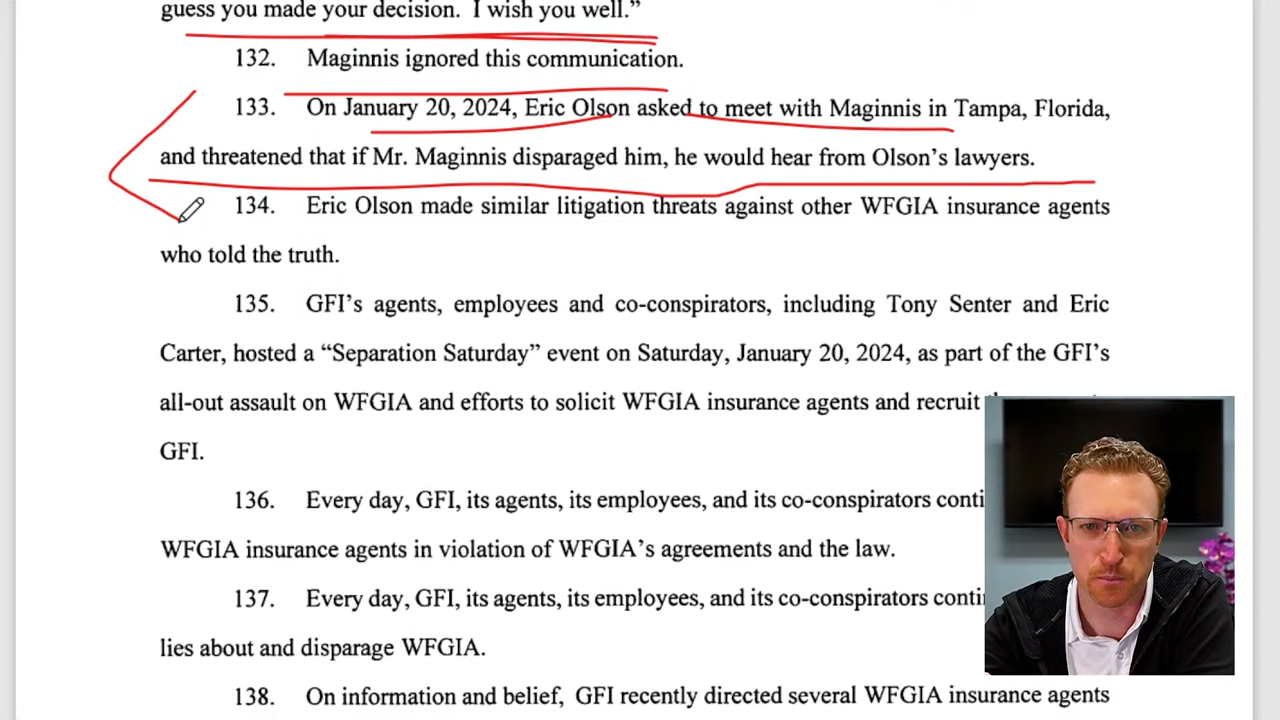 guess you made your decision. I wish you well.”
132. Maginnis ignored this communication.
133. On January 20, 2024, Eric Olson asked to meet with Maginnis in Tampa, Florida,
and threatened that if Mr. Maginnis disparaged him, he would hear from Olson’s lawyers.
134. Eric Olson made similar litigation threats against other WFGIA insurance agents
who told the truth.
135. GFI’s agents, employees and co-conspirators, including Tony Senter and Eric
Carter, hosted a “Separation Saturday” event on Saturday, January 20, 2024, as part of the GFI’s
all-out assault on WFGIA and efforts to solicit WFGIA insurance agents and recruit
GFI.
136. Every day, GFI, its agents, its employees, and its co-conspirators conti
WFGIA insurance agents in violation of WFGIA’s agreements and the law.
137. Every day, GFI, its agents, its employees, and its co-conspirators conti
lies about and disparage WFGIA.
138. On information and belief, GFI recently directed several WFGIA insurance agents